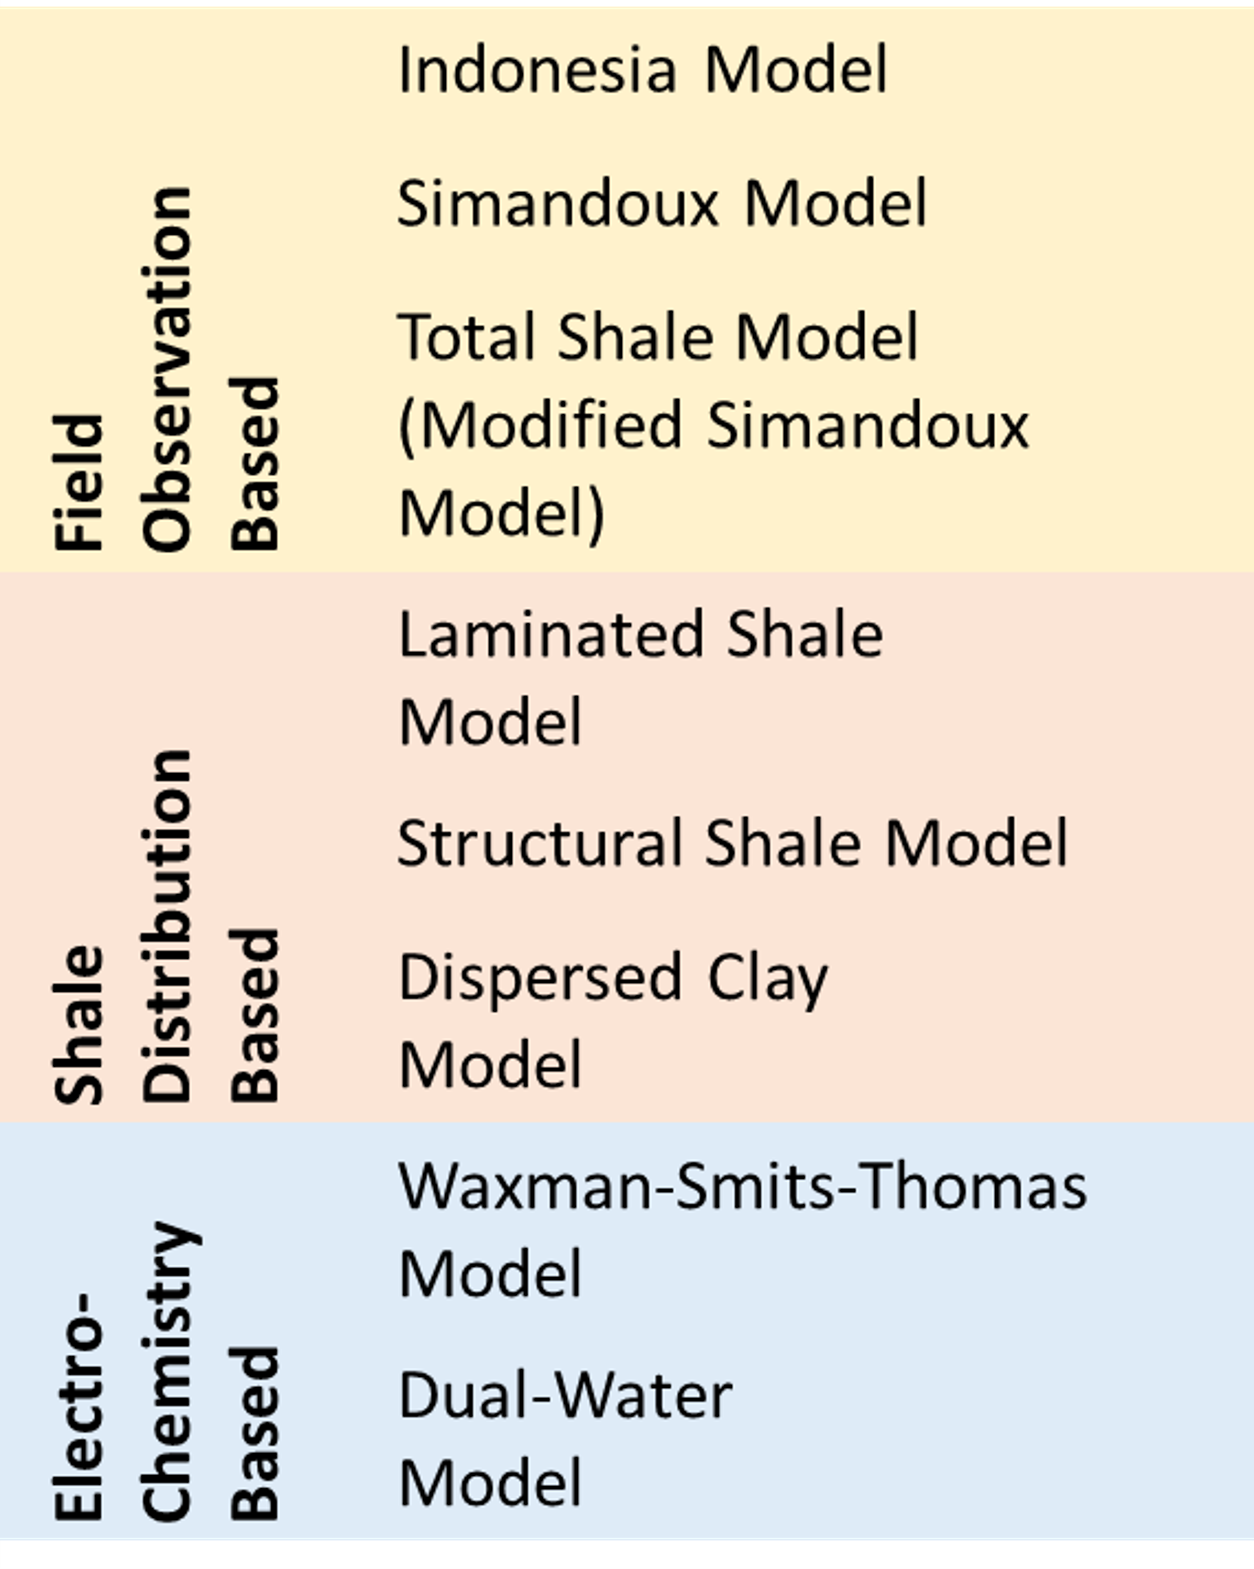 Field
Observation
Based
Indonesia Model
Simandoux Model
Total Shale Model
(Modified Simandoux
Model)
Shale
Distribution
Based
Laminated Shale
Model
Structural Shale Model
Dispersed Clay
Model
Electro-
Chemistry
Based
Waxman-Smits-Thomas
Model
Dual-Water
Model